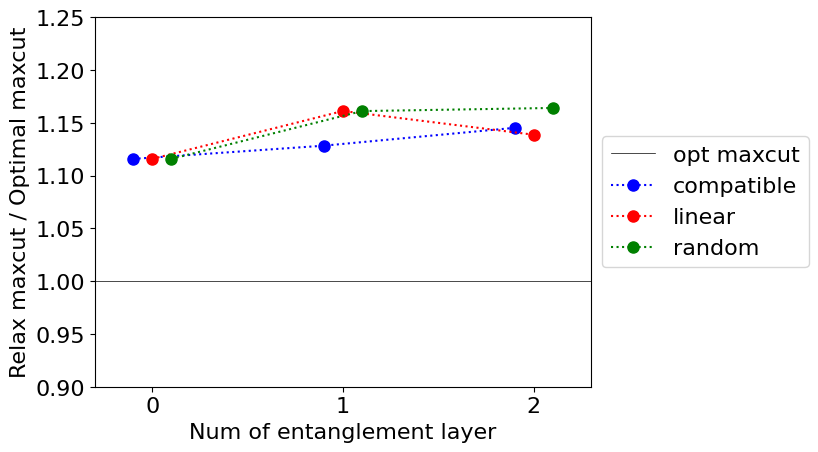 Relax maxcut / Optimal maxcut
1.25
1.20
1.15
1.10
1.05
1.00
0.95
0.90
0
1
2
Num of entanglement layer
opt maxcut
compatible
linear
random